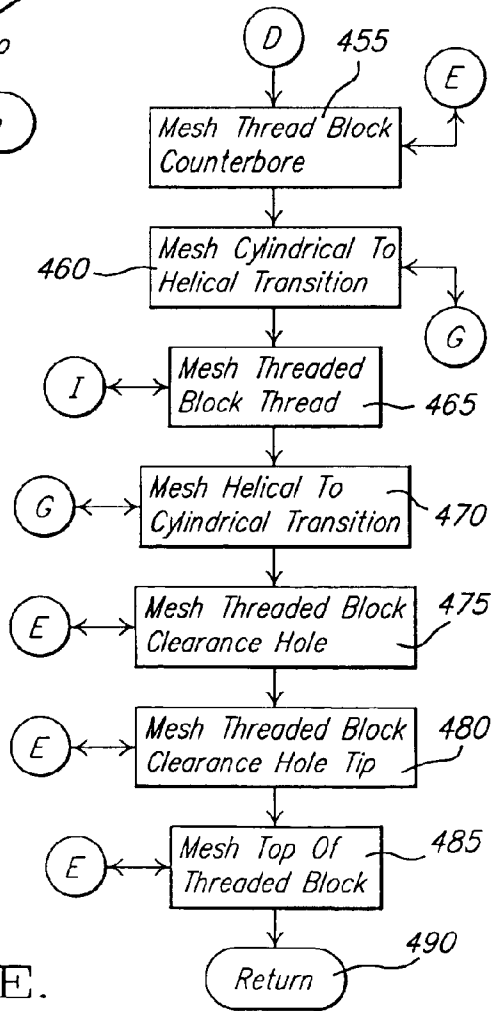 D
455
E
Mesh Thread Block
Counterbore
460
Mesh Cylindrical To
Helical Transition
G
I
Mesh Threaded
Block Thread
465
G
Mesh Helical To
Cylindrical Transition
470
E
Mesh Threaded Block
Clearance Hole
475
E
Mesh Threaded Block
Clearance Hole Tip
480
E
Mesh Top Of
Threaded Block
485
Return
490
E.